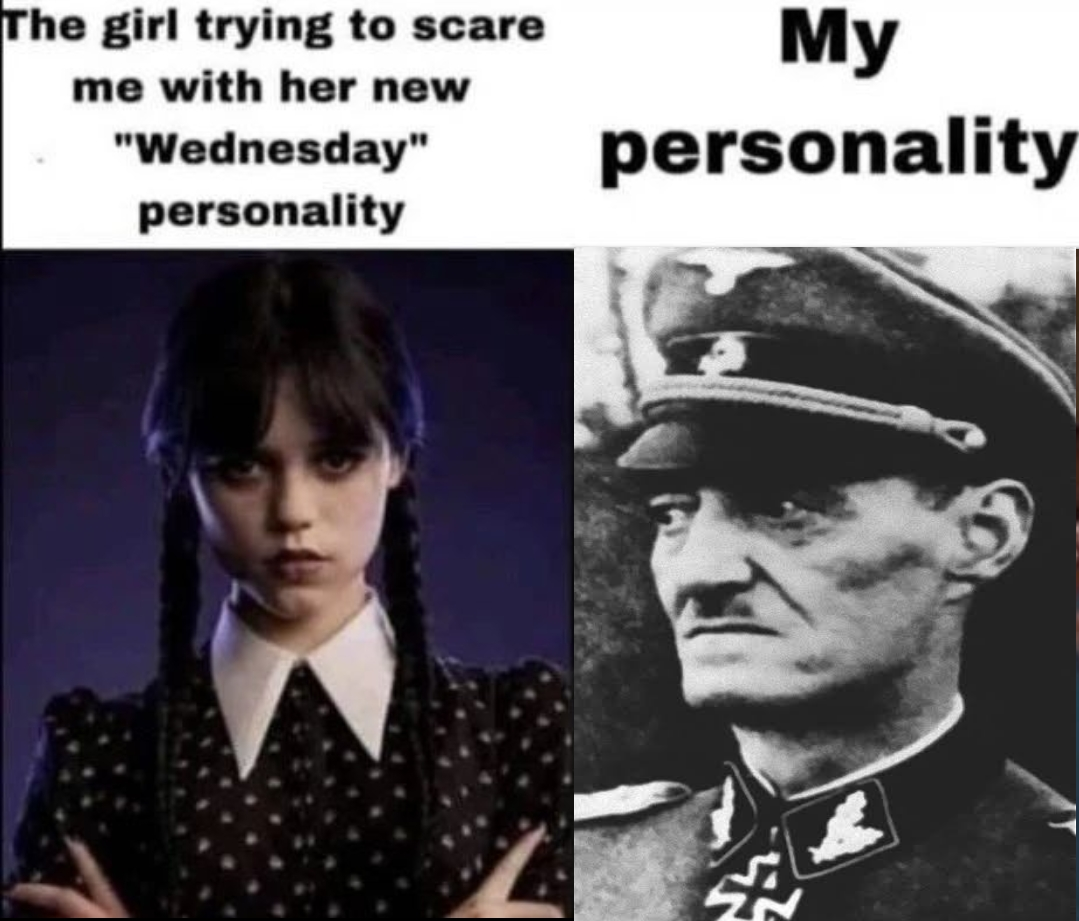 The girl trying to scare
me with her new
"Wednesday"
personality
My
personality